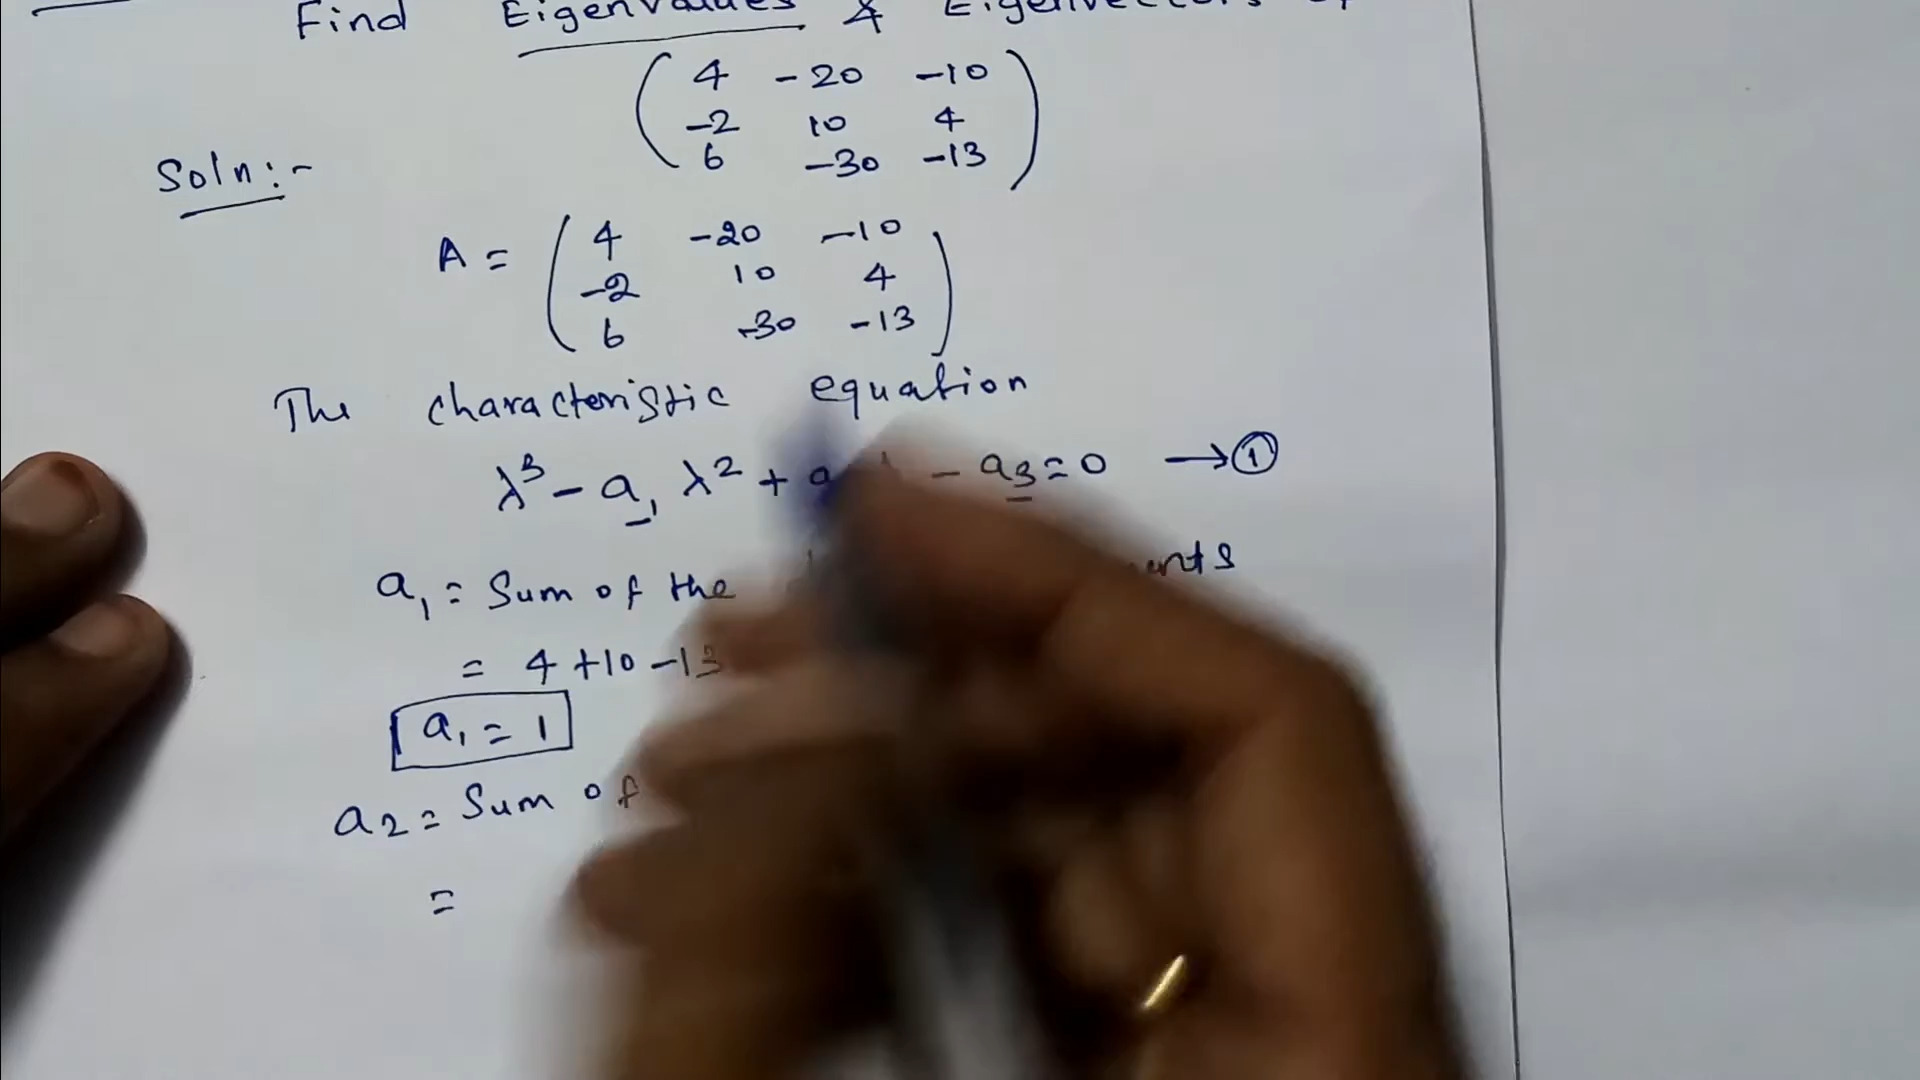 Find Eigenvalues & Eigenvectors of
4 -20 -10
-2 10 4
6 -30 -13
Soln:-
A = ( 4 -20 -10
-2 10 4
6 -30 -13 )
The characteristic equation
λ³ - a₁ λ² + a - a₃ = 0 → ①
a₁ = Sum of the
= 4 + 10 - 13
a₁ = 1
a₂ = Sum of
=